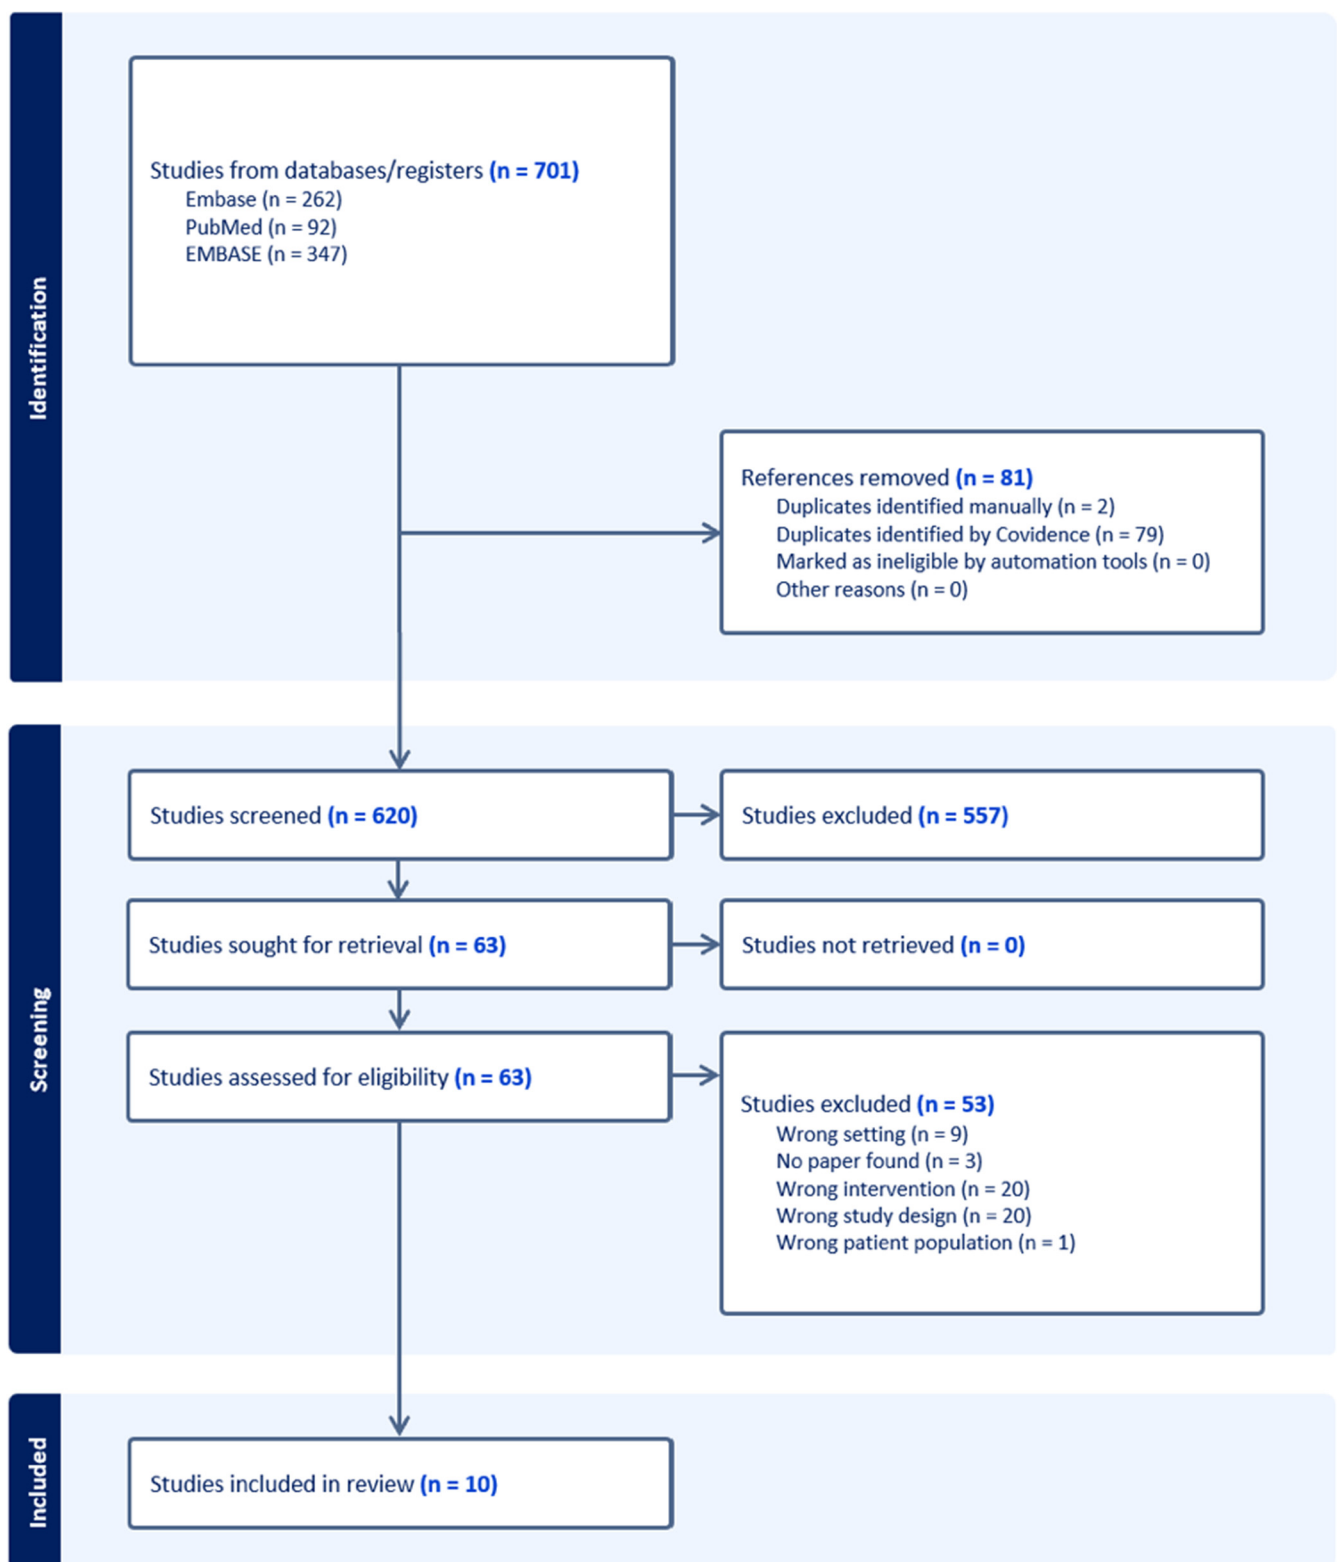 Identification
Studies from databases/registers (n = 701)
Embase (n = 262)
PubMed (n = 92)
EMBASE (n = 347)
References removed (n = 81)
Duplicates identified manually (n = 2)
Duplicates identified by Covidence (n = 79)
Marked as ineligible by automation tools (n = 0)
Other reasons (n = 0)
Screening
Studies screened (n = 620)
Studies excluded (n = 557)
Studies sought for retrieval (n = 63)
Studies not retrieved (n = 0)
Studies assessed for eligibility (n = 63)
Studies excluded (n = 53)
Wrong setting (n = 9)
No paper found (n = 3)
Wrong intervention (n = 20)
Wrong study design (n = 20)
Wrong patient population (n = 1)
Included
Studies included in review (n = 10)